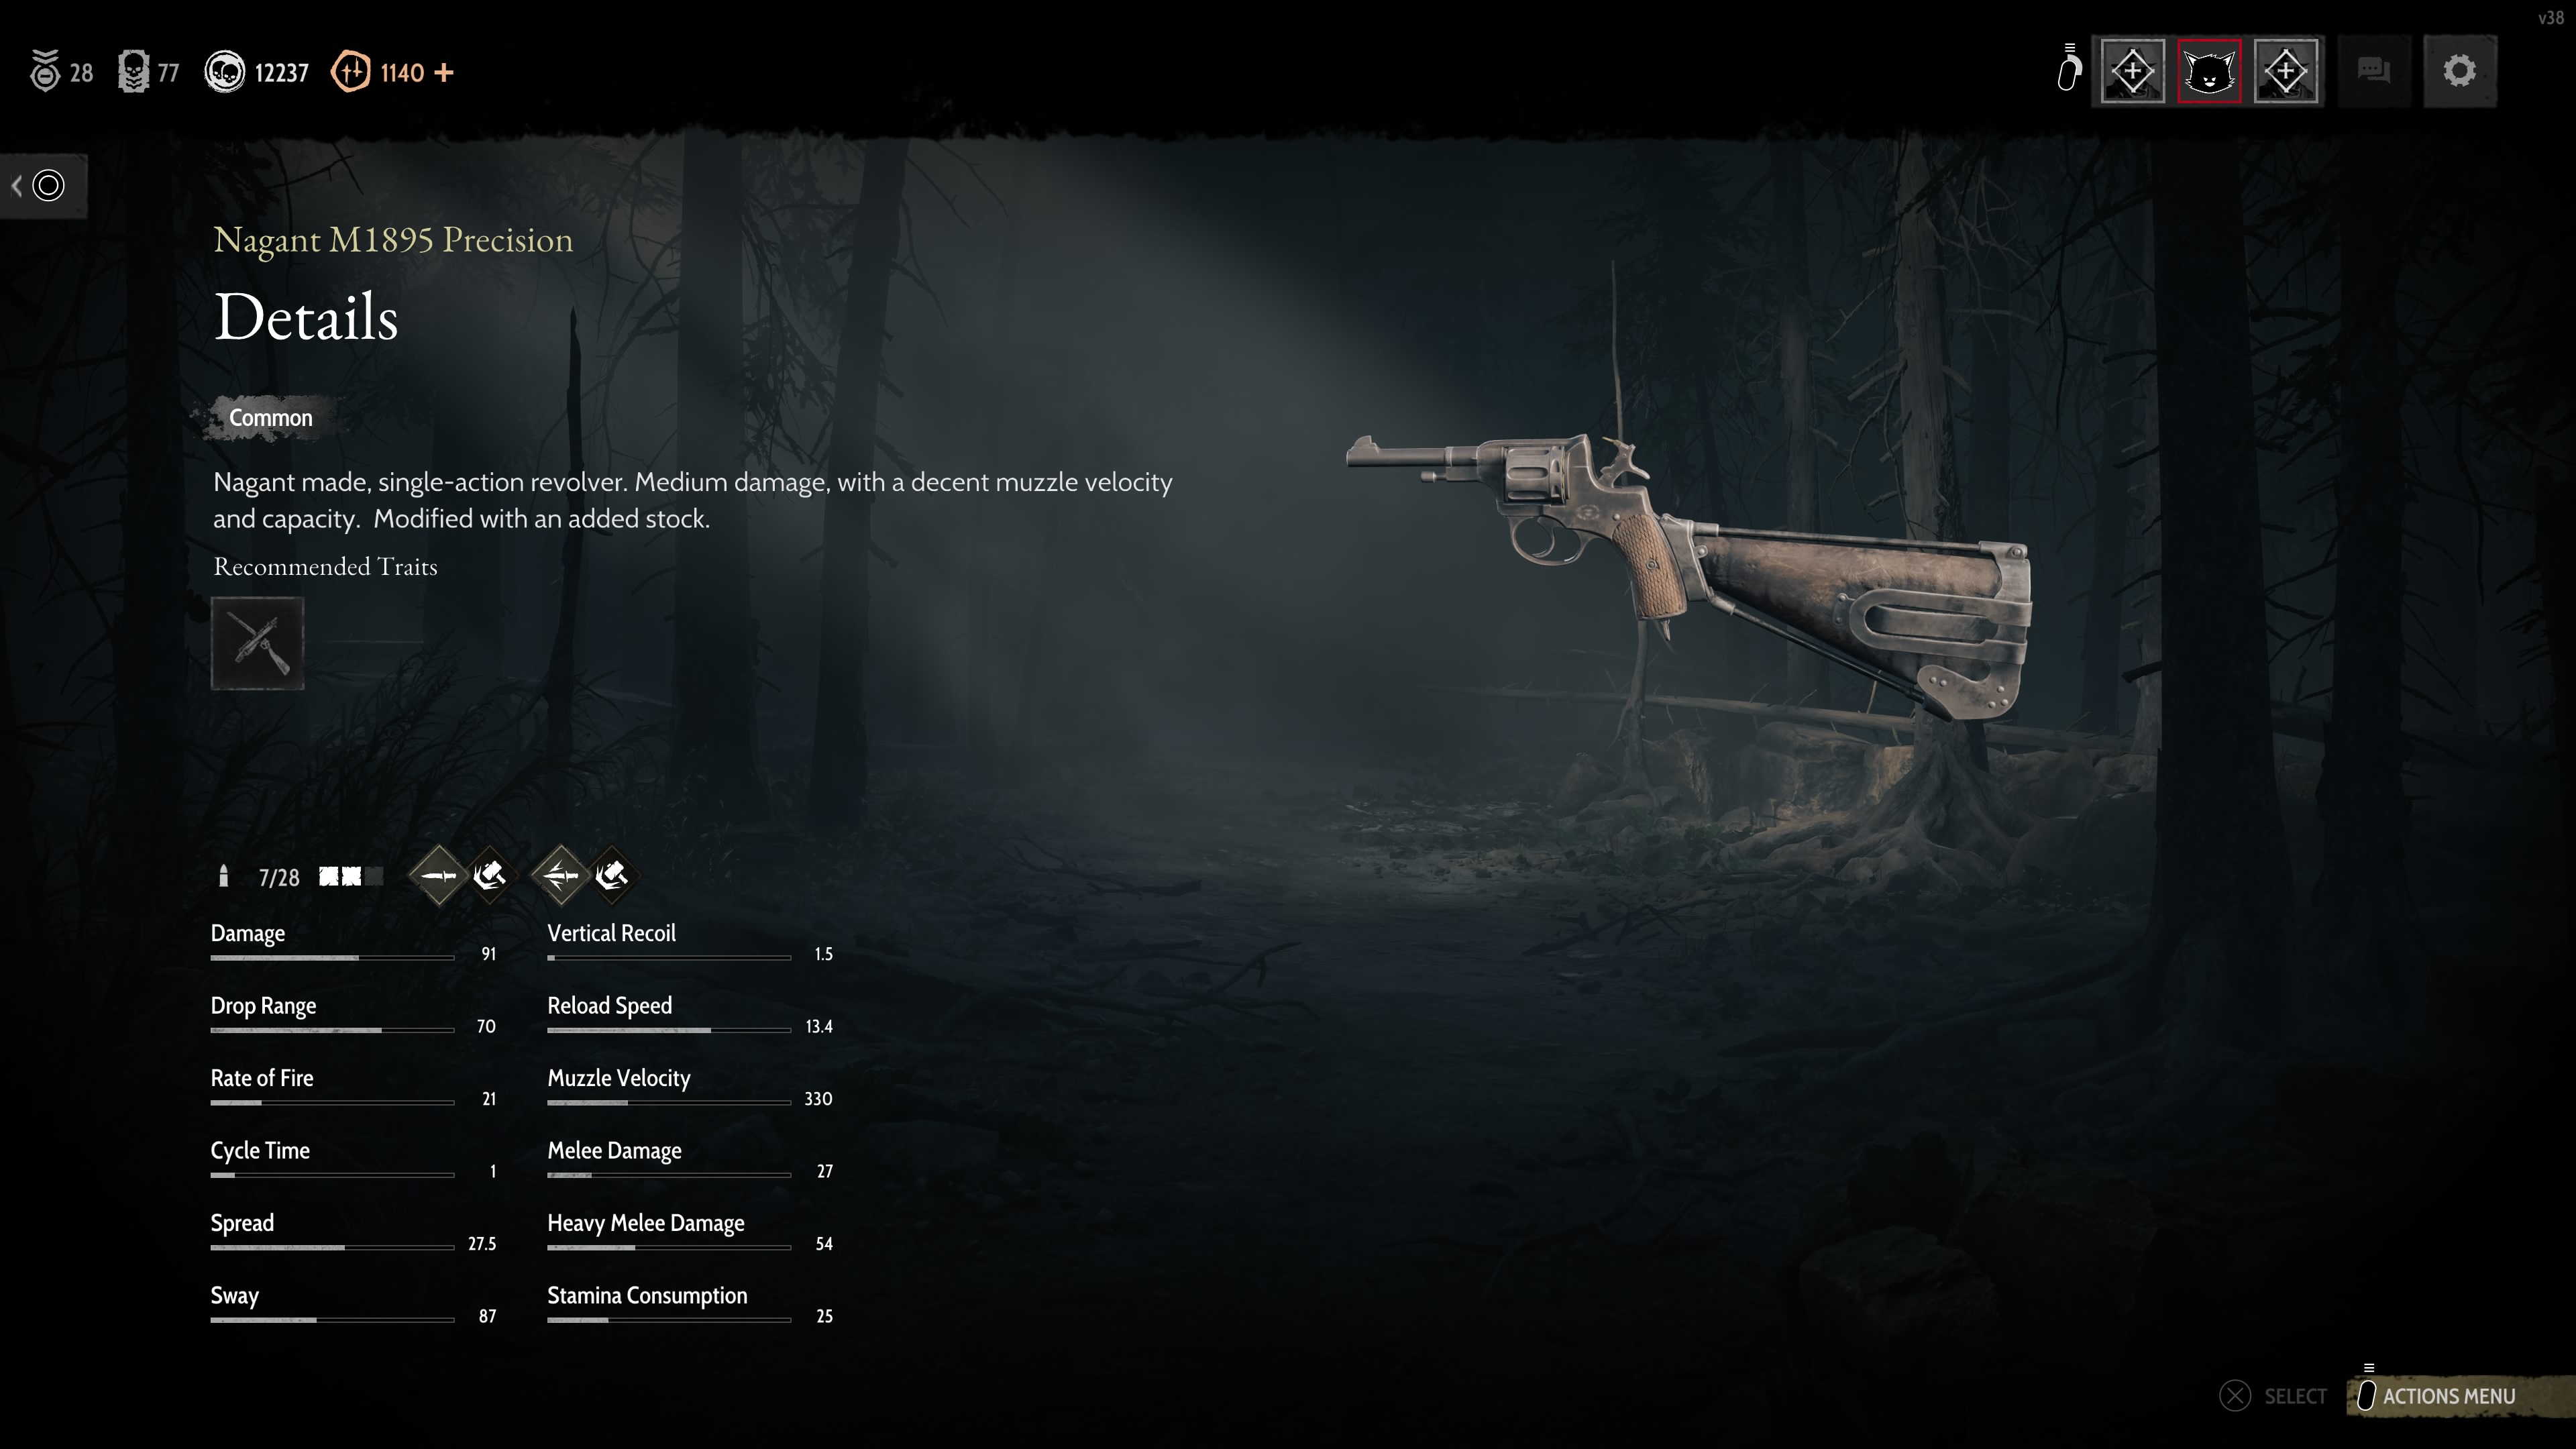 v38
28 77 12237 1140 +
Nagant M1895 Precision
Details
Common
Nagant made, single-action revolver. Medium damage, with a decent muzzle velocity
and capacity.  Modified with an added stock.
Recommended Traits
7/28
Damage 91
Drop Range 70
Rate of Fire 21
Cycle Time 1
Spread 27.5
Sway 87
Vertical Recoil 1.5
Reload Speed 13.4
Muzzle Velocity 330
Melee Damage 27
Heavy Melee Damage 54
Stamina Consumption 25
SELECT
ACTIONS MENU